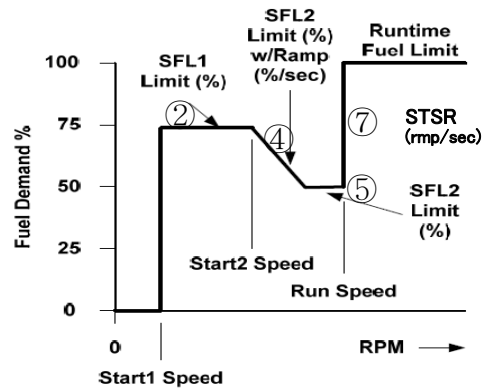 SFL2
Limit (%)
w/Ramp
(%/sec)
Runtime
Fuel Limit
SFL1
Limit (%)
100
②
⑦
STSR
(rmp/sec)
75
④
Fuel Demand %
50
⑤
SFL2
Limit
(%)
25
Start2 Speed
Run Speed
0
0
RPM
Start1 Speed